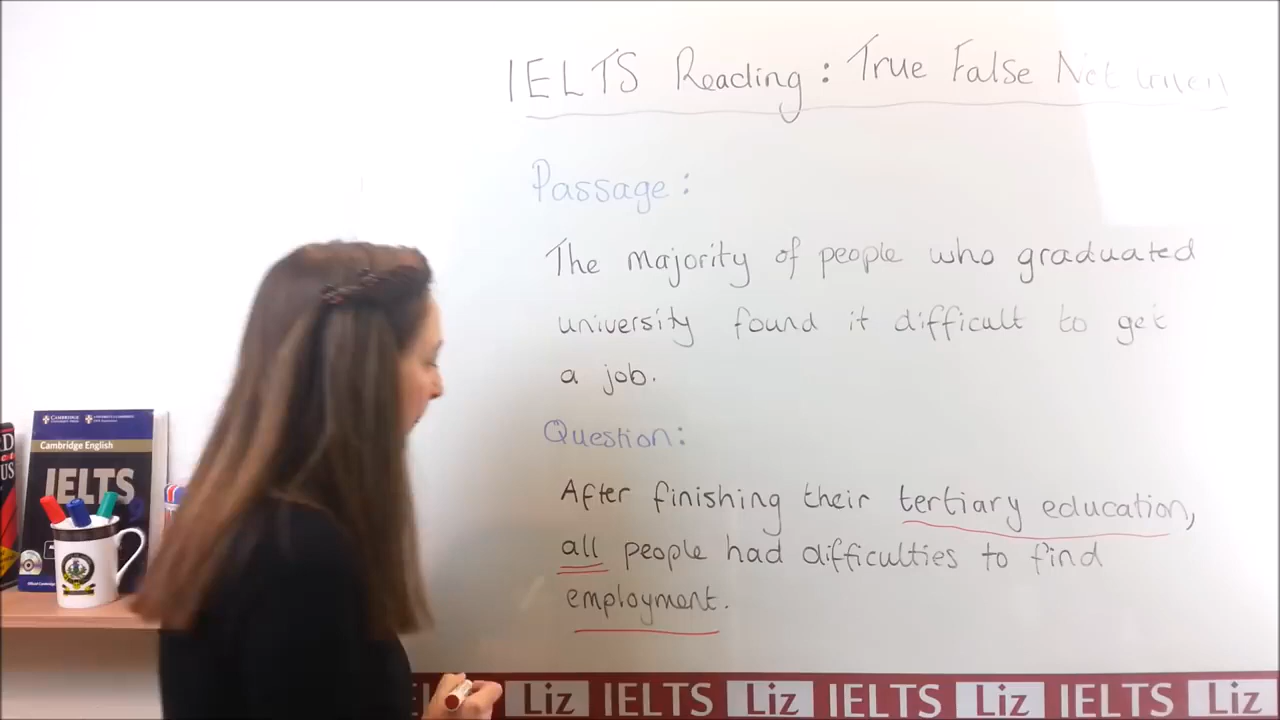 IELTS Reading: True False Not Given
Passage:
The majority of people who graduated
university found it difficult to get
a job.
Question:
After finishing their tertiary education,
all people had difficulties to find
employment.
Cambridge English
IELTS
IELTS Liz IELTS Liz IELTS Liz IELTS Liz